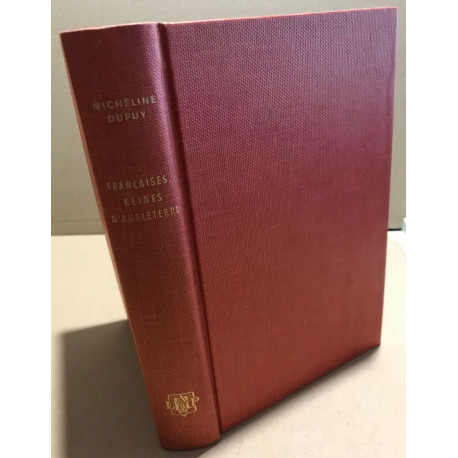 MICHELINE
DUPUY
FRANÇAISES,
REINES
D'ANGLETERRE